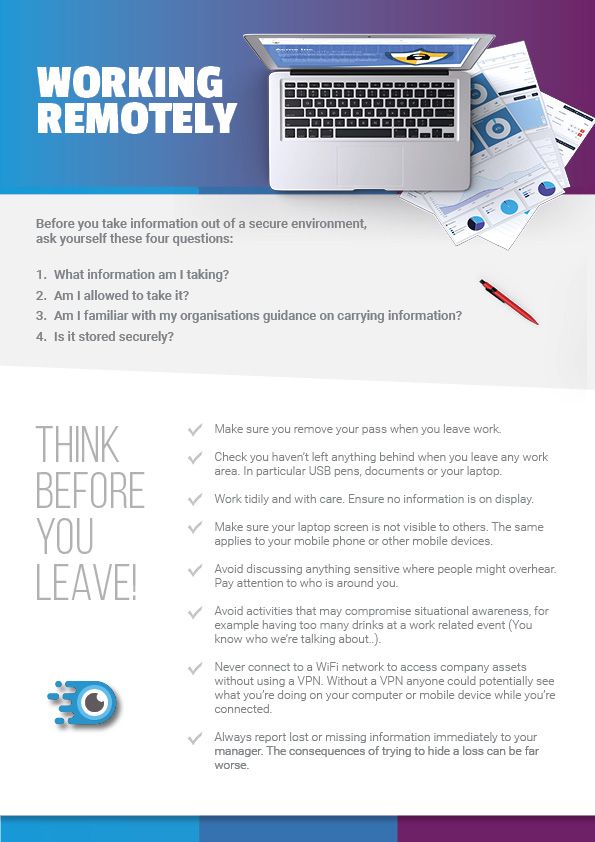 WORKING
REMOTELY
Acme Inc
Before you take information out of a secure environment,
ask yourself these four questions:
1. What information am I taking?
2. Am I allowed to take it?
3. Am I familiar with my organisations guidance on carrying information?
4. Is it stored securely?
THINK
BEFORE
YOU
LEAVE!
Make sure you remove your pass when you leave work.
Check you haven't left anything behind when you leave any work
area. In particular USB pens, documents or your laptop.
Work tidily and with care. Ensure no information is on display.
Make sure your laptop screen is not visible to others. The same
applies to your mobile phone or other mobile devices.
Avoid discussing anything sensitive where people might overhear.
Pay attention to who is around you.
Avoid activities that may compromise situational awareness, for
example having too many drinks at a work related event (You
know who we're talking about..).
Never connect to a WiFi network to access company assets
without using a VPN. Without a VPN anyone could potentially see
what you're doing on your computer or mobile device while you're
connected.
Always report lost or missing information immediately to your
manager. The consequences of trying to hide a loss can be far
worse.